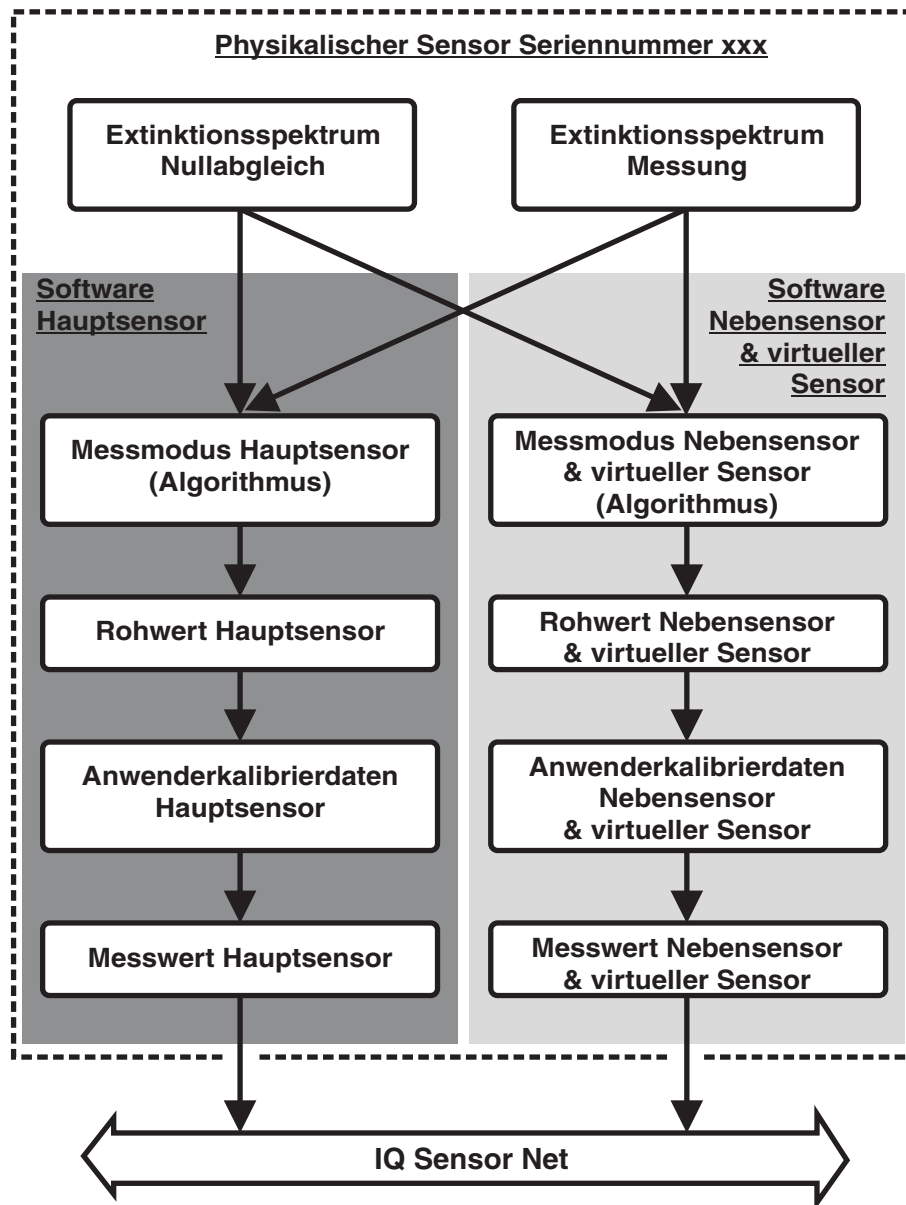 Physikalischer Sensor Seriennummer xxx
Extinktionsspektrum
Nullabgleich
Extinktionsspektrum
Messung
Software
Hauptsensor
Software
Nebensensor
& virtueller
Sensor
Messmodus Hauptsensor
(Algorithmus)
Messmodus Nebensensor
& virtueller Sensor
(Algorithmus)
Rohwert Hauptsensor
Rohwert Nebensensor
& virtueller Sensor
Anwenderkalibrierdaten
Hauptsensor
Anwenderkalibrierdaten
Nebensensor
& virtueller Sensor
Messwert Hauptsensor
Messwert Nebensensor
& virtueller Sensor
IQ Sensor Net